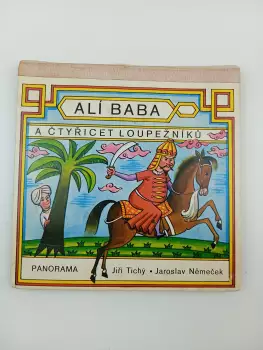 ALÍ BABA
A ČTYŘICET LOUPEŽNÍKŮ
PANORAMA Jiří Tichý • Jaroslav Němeček